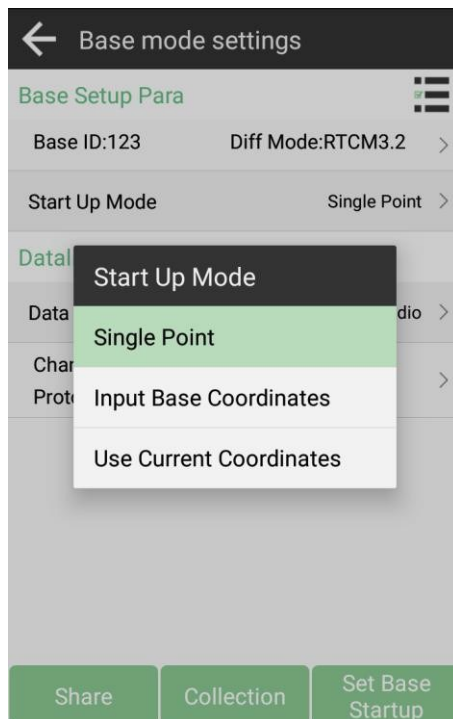 Base mode settings
Base Setup Para
Base ID:123 Diff Mode:RTCM3.2 >
Start Up Mode Single Point >
Datal
Start Up Mode
Data dio >
Single Point
Chan
Proto >
Input Base Coordinates
Use Current Coordinates
Share Collection Set Base
Startup